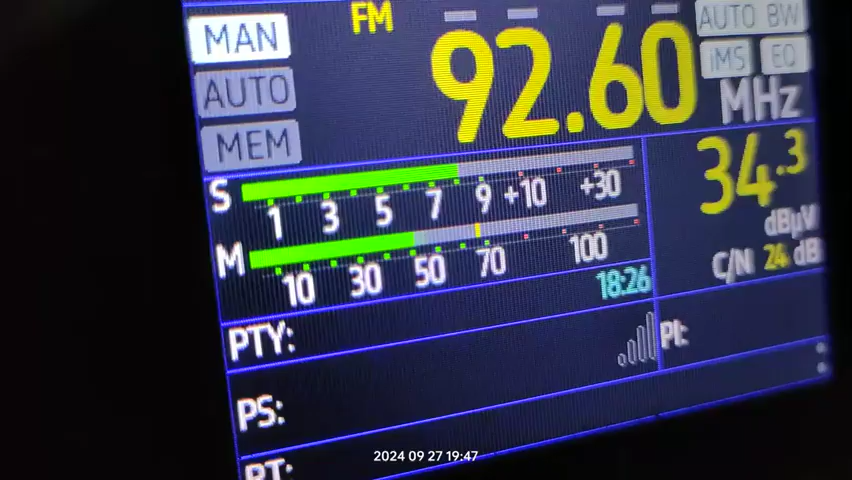 MAN
FM
92.60
MHz
AUTO BW
iMS
EQ
AUTO
MEM
34.3
dBµV
C/N 24 dB
S
1 3 5 7 9 +10 +30
M
10 30 50 70 100
18:26
PTY:
PI:
PS:
RT:
2024 09 27 19:47